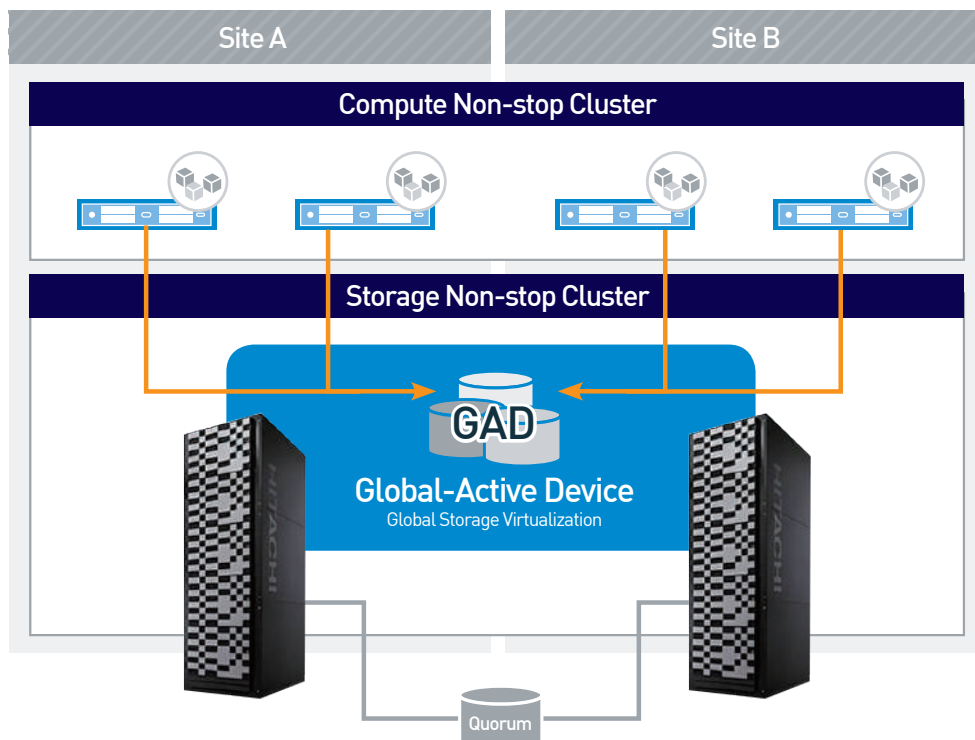 Site A
Site B
Compute Non-stop Cluster
Storage Non-stop Cluster
GAD
Global-Active Device
Global Storage Virtualization
HITACHI
HITACHI
Quorum